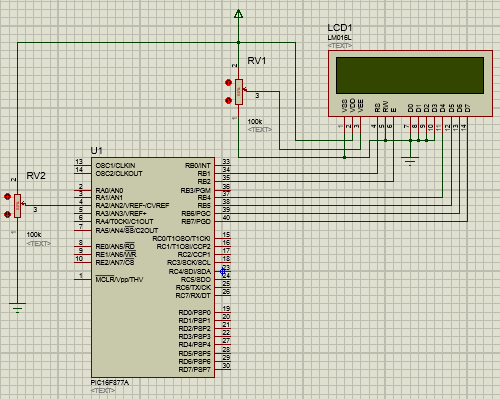 LCD1
LM016L
<TEXT>
RV1
2
3
1
100k
<TEXT>
VSS
VDD
VEE
RS
RW
E
D0
D1
D2
D3
D4
D5
D6
D7
1
2
3
4
5
6
7
8
9
10
11
12
13
14
RV2
2
3
1
100k
<TEXT>
U1
13 OSC1/CLKIN RB0/INT 33
14 OSC2/CLKOUT RB1 34
RB2 35
2 RA0/AN0 RB3/PGM 36
3 RA1/AN1 RB4 37
4 RA2/AN2/VREF-/CVREF RB5 38
5 RA3/AN3/VREF+ RB6/PGC 39
6 RA4/T0CKI/C1OUT RB7/PGD 40
7 RA5/AN4/SS/C2OUT
RC0/T1OSO/T1CKI 15
8 RE0/AN5/RD RC1/T1OSI/CCP2 16
9 RE1/AN6/WR RC2/CCP1 17
10 RE2/AN7/CS RC3/SCK/SCL 18
RC4/SDI/SDA 23
1 MCLR/Vpp/THV RC5/SDO 24
RC6/TX/CK 25
RC7/RX/DT 26
RD0/PSP0 19
RD1/PSP1 20
RD2/PSP2 21
RD3/PSP3 22
RD4/PSP4 27
RD5/PSP5 28
RD6/PSP6 29
RD7/PSP7 30
PIC16F877A
<TEXT>